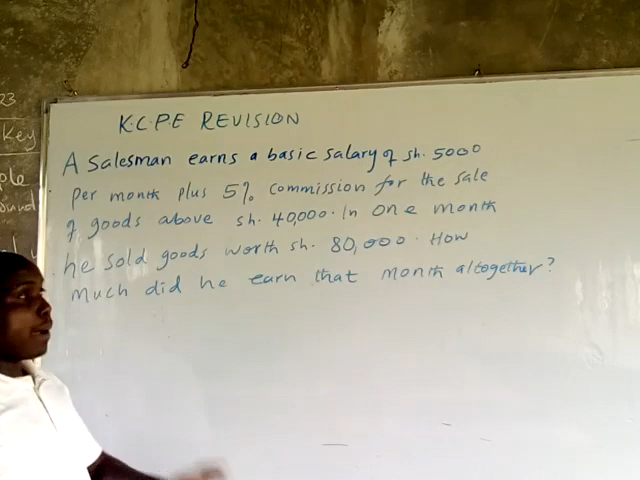 23
Key
K.C.P.E REVISION
A Salesman earns a basic salary of sh. 5000
Per month plus 5% Commission for the sale
of goods above sh. 40,000. In one month
he sold goods worth sh. 80,000. How
much did he earn that month altogether?